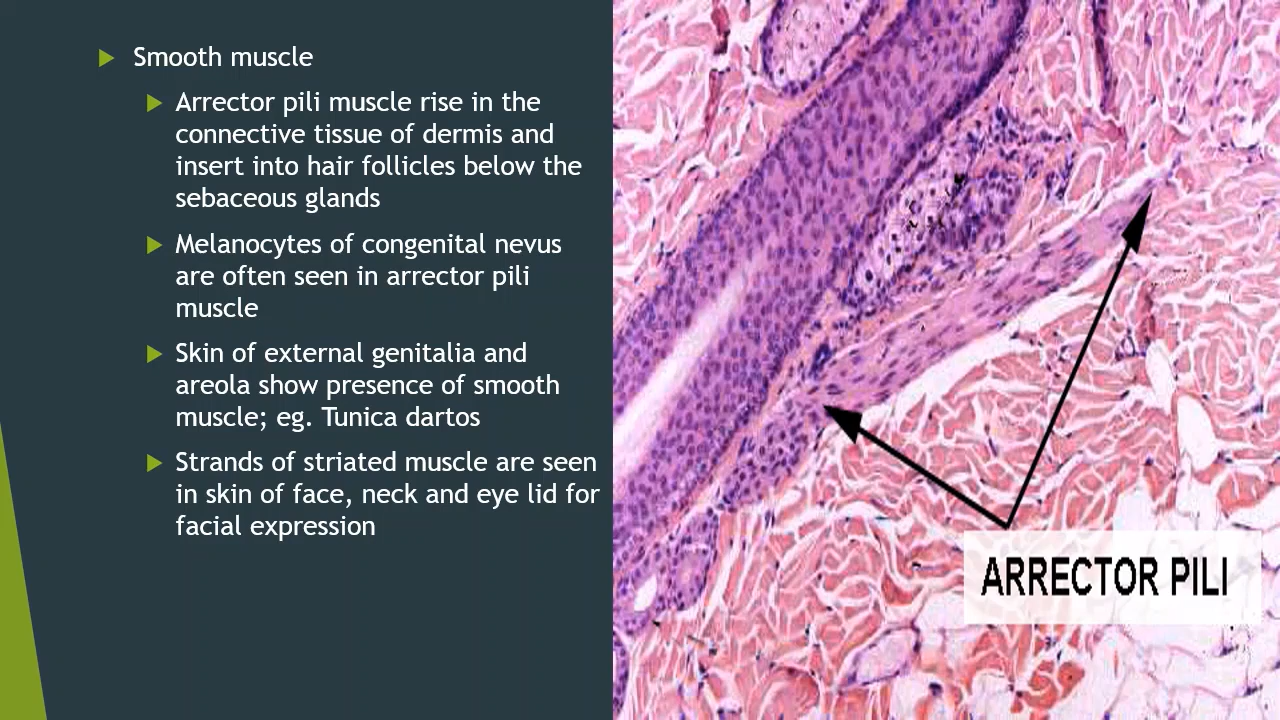 Smooth muscle
Arrector pili muscle rise in the
connective tissue of dermis and
insert into hair follicles below the
sebaceous glands
Melanocytes of congenital nevus
are often seen in arrector pili
muscle
Skin of external genitalia and
areola show presence of smooth
muscle; eg. Tunica dartos
Strands of striated muscle are seen
in skin of face, neck and eye lid for
facial expression
ARRECTOR PILI